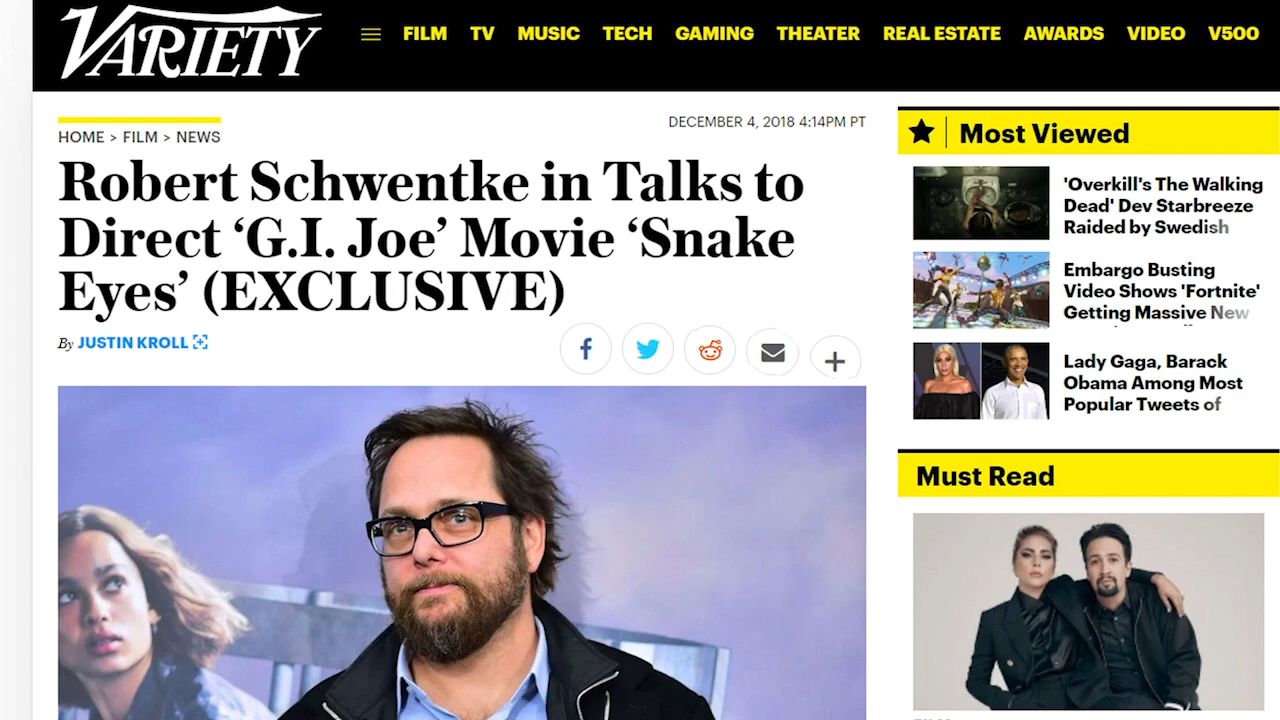 VARIETY
FILM TV MUSIC TECH GAMING THEATER REAL ESTATE AWARDS VIDEO V500
HOME > FILM > NEWS
DECEMBER 4, 2018 4:14PM PT
Robert Schwentke in Talks to
Direct ‘G.I. Joe’ Movie ‘Snake
Eyes’ (EXCLUSIVE)
By JUSTIN KROLL
Most Viewed
'Overkill's The Walking
Dead' Dev Starbreeze
Raided by Swedish
Embargo Busting
Video Shows 'Fortnite'
Getting Massive New
Lady Gaga, Barack
Obama Among Most
Popular Tweets of
Must Read